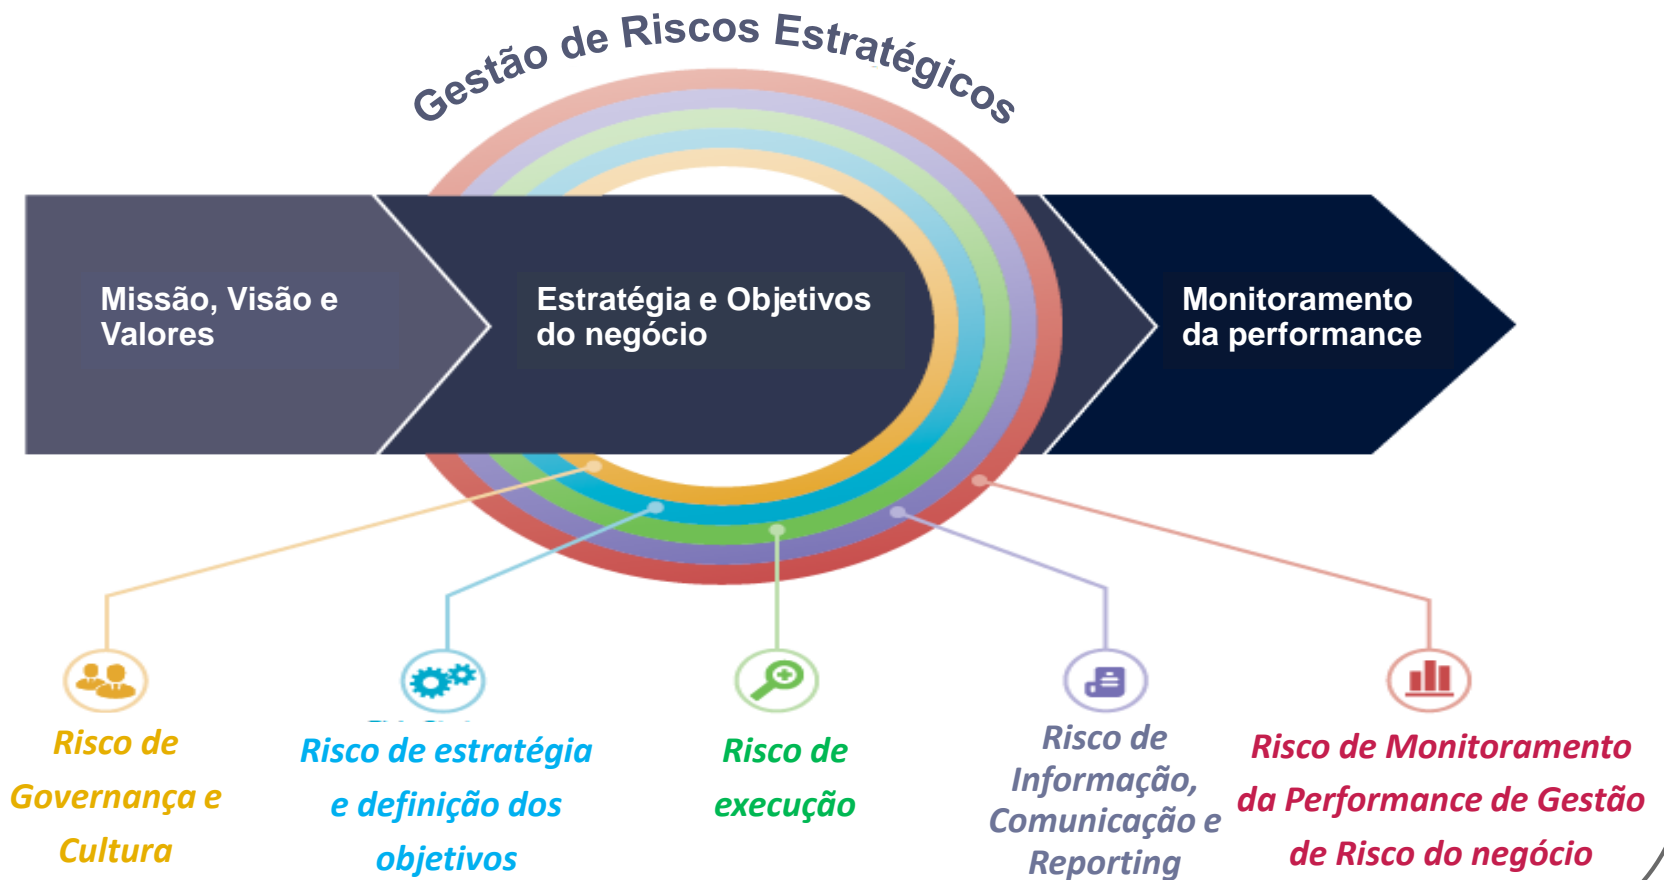 Gestão de Riscos Estratégicos
Missão, Visão e
Valores
Estratégia e Objetivos
do negócio
Monitoramento
da performance
Risco de
Governança e
Cultura
Risco de estratégia
e definição dos
objetivos
Risco de
execução
Risco de
Informação,
Comunicação e
Reporting
Risco de Monitoramento
da Performance de Gestão
de Risco do negócio